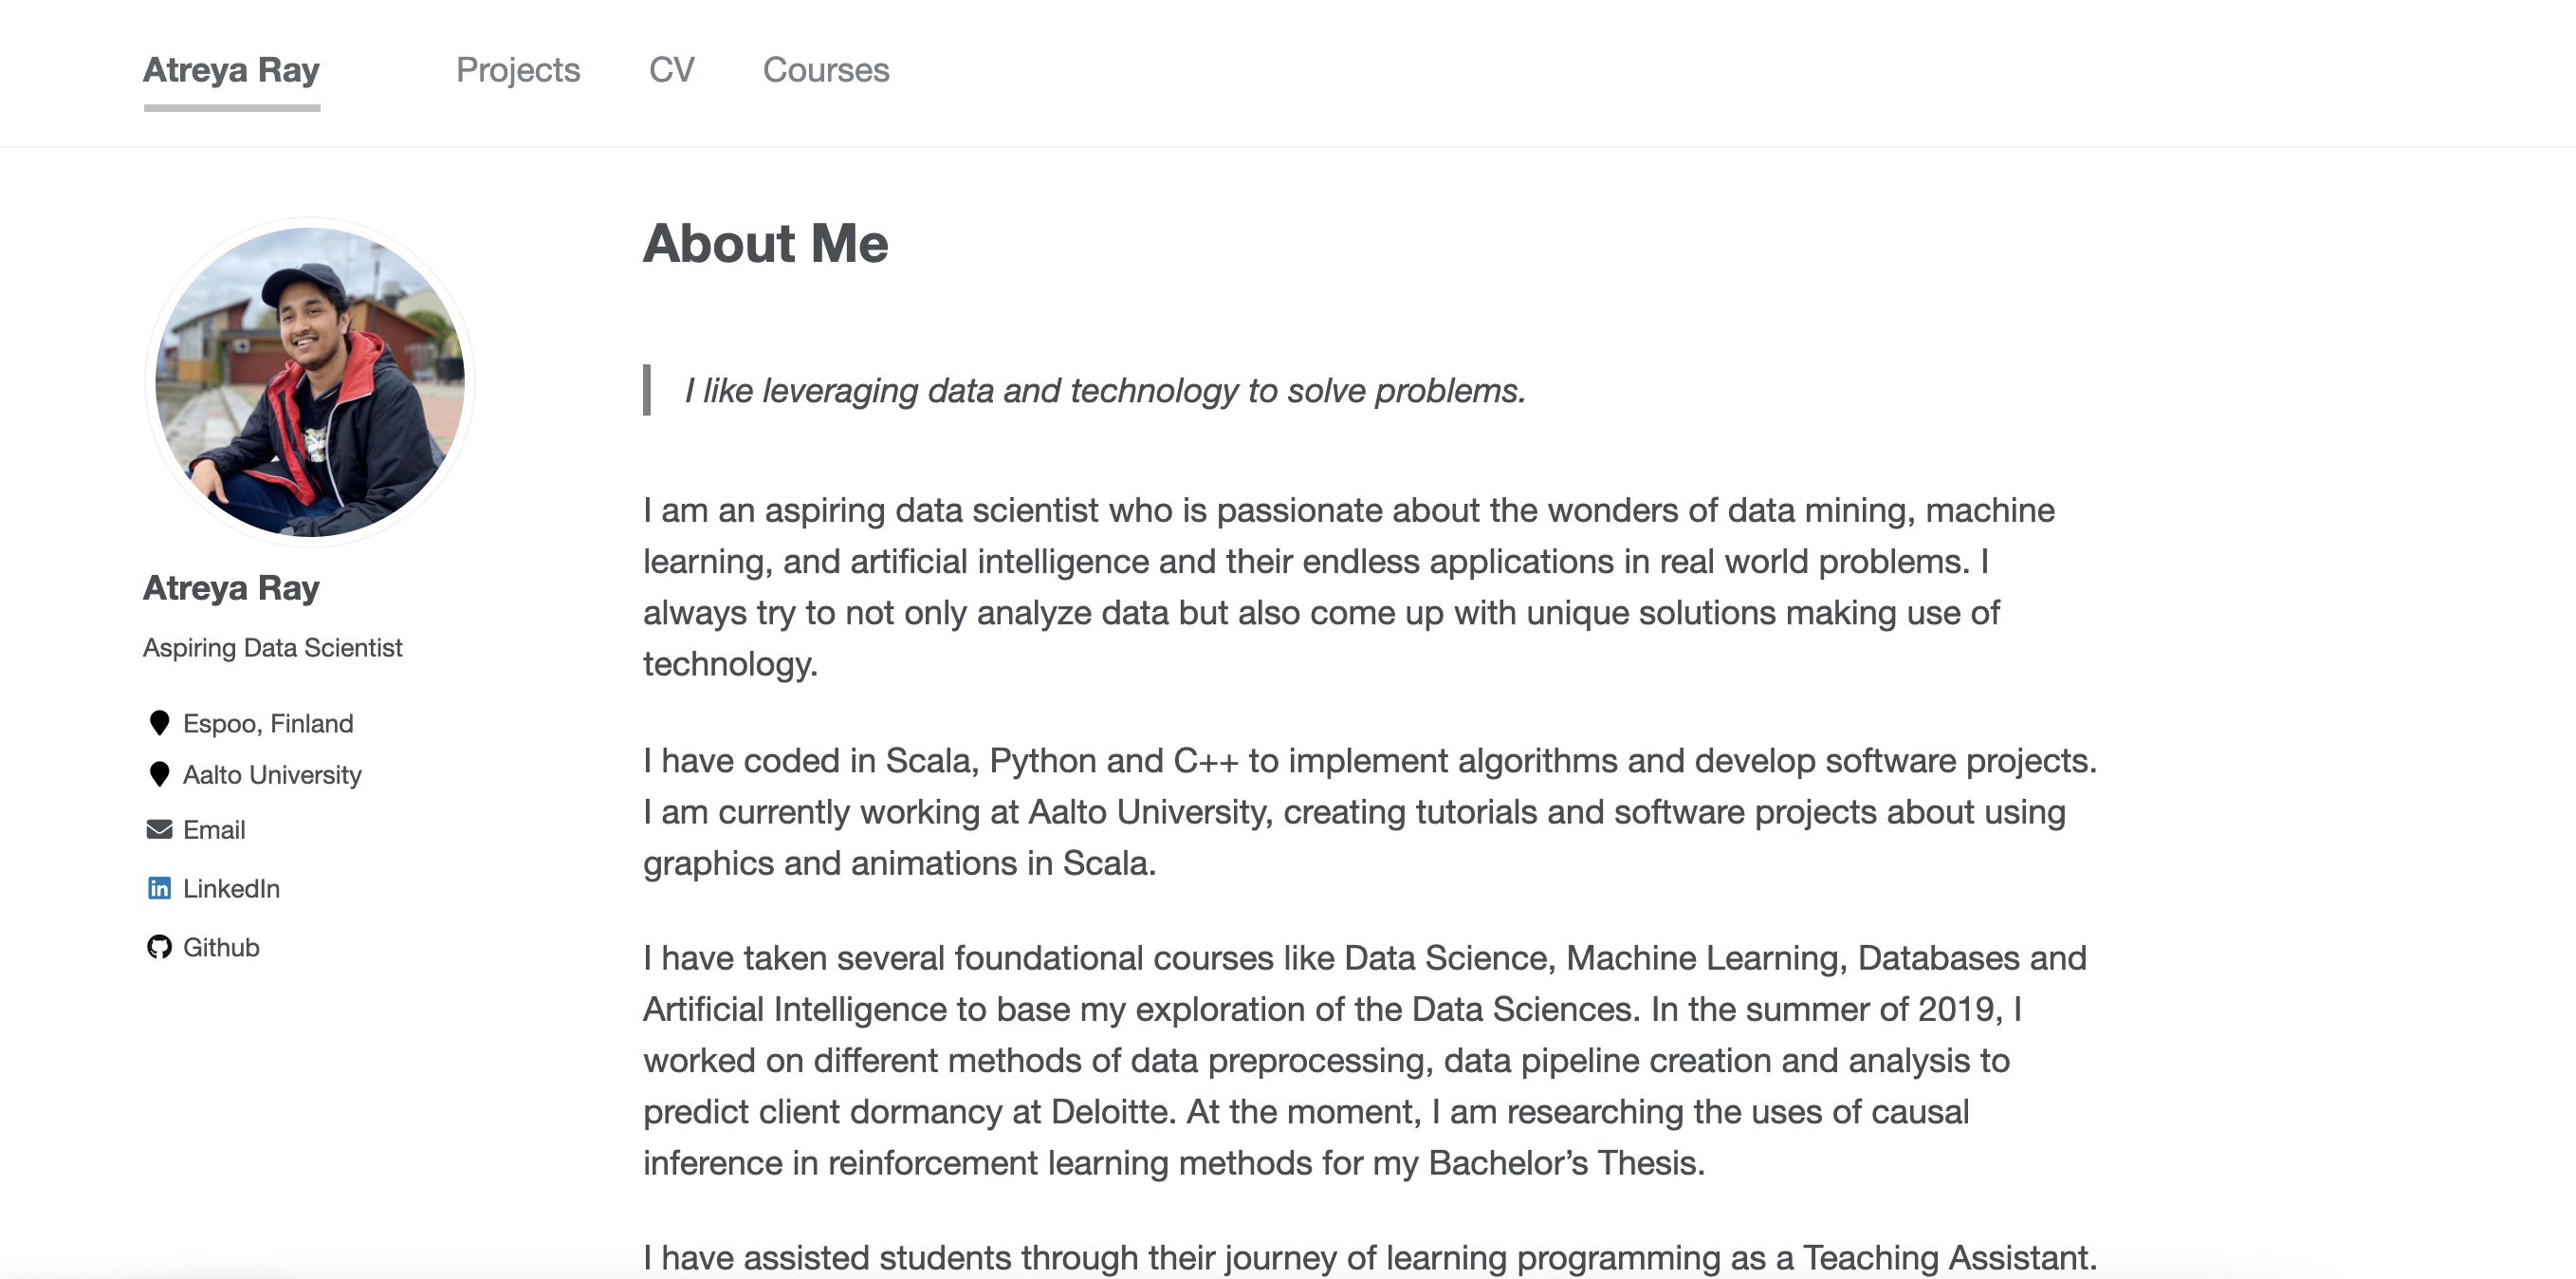 Atreya Ray
Projects
CV
Courses
Atreya Ray
Aspiring Data Scientist
Espoo, Finland
Aalto University
Email
LinkedIn
Github
About Me
I like leveraging data and technology to solve problems.
I am an aspiring data scientist who is passionate about the wonders of data mining, machine
learning, and artificial intelligence and their endless applications in real world problems. I
always try to not only analyze data but also come up with unique solutions making use of
technology.
I have coded in Scala, Python and C++ to implement algorithms and develop software projects.
I am currently working at Aalto University, creating tutorials and software projects about using
graphics and animations in Scala.
I have taken several foundational courses like Data Science, Machine Learning, Databases and
Artificial Intelligence to base my exploration of the Data Sciences. In the summer of 2019, I
worked on different methods of data preprocessing, data pipeline creation and analysis to
predict client dormancy at Deloitte. At the moment, I am researching the uses of causal
inference in reinforcement learning methods for my Bachelor’s Thesis.
I have assisted students through their journey of learning programming as a Teaching Assistant.